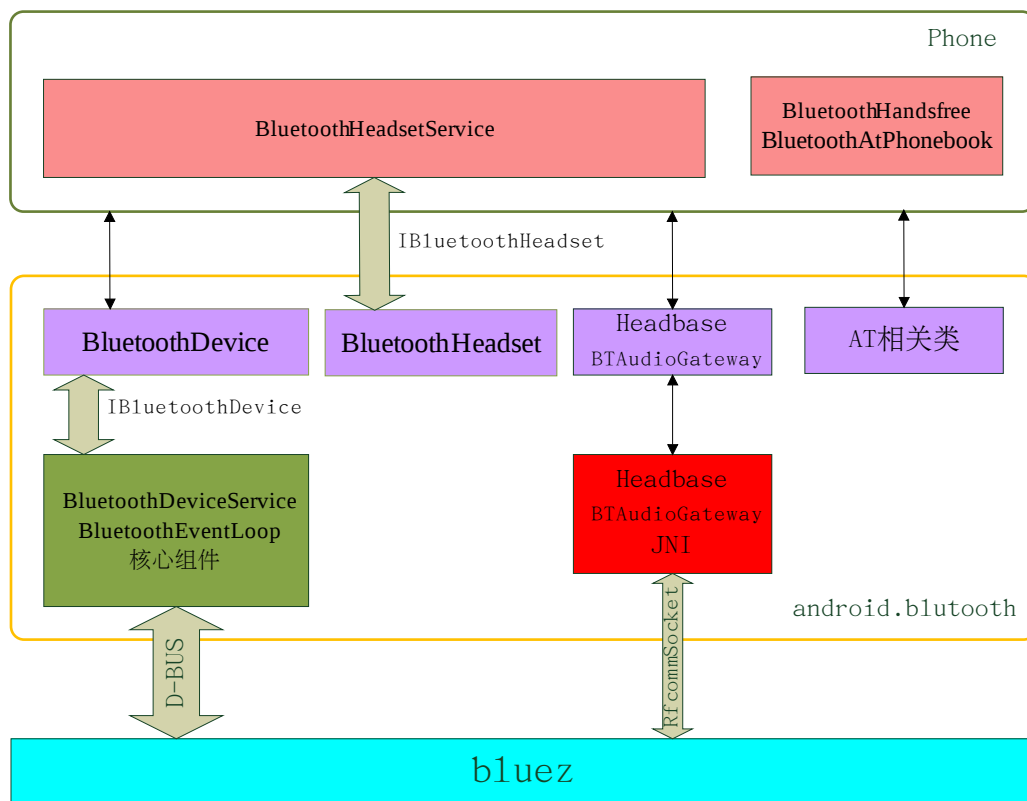 Phone
BluetoothHeadsetService
BluetoothHandsfree
BluetoothAtPhonebook
IBluetoothHeadset
BluetoothDevice
BluetoothHeadset
Headbase
BTAudioGateway
AT相关类
IBluetoothDevice
BluetoothDeviceService
BluetoothEventLoop
核心组件
Headbase
BTAudioGateway
JNI
android.blutooth
D-BUS
RfcommSocket
bluez